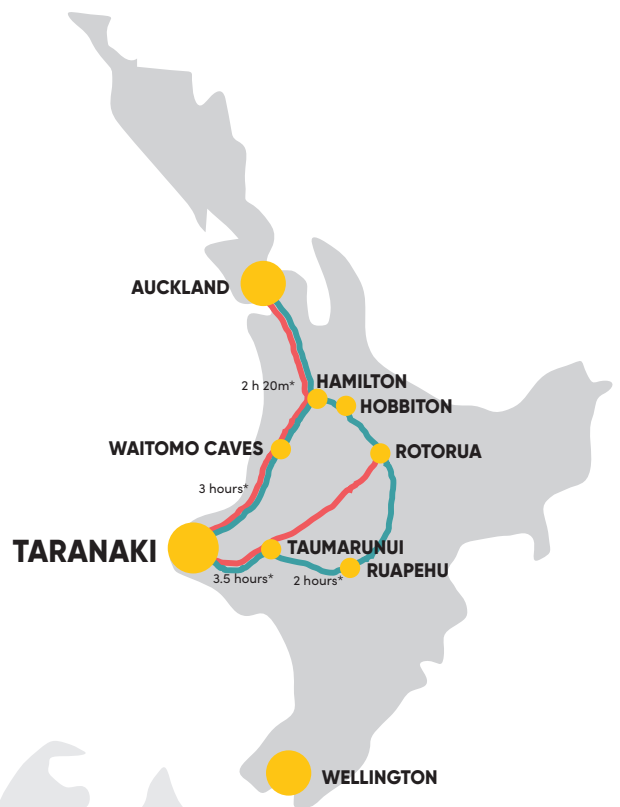 AUCKLAND
2 h 20m*
HAMILTON
HOBBITON
WAITOMO CAVES
ROTORUA
3 hours*
TARANAKI
TAUMARUNUI
RUAPEHU
3.5 hours*
2 hours*
WELLINGTON